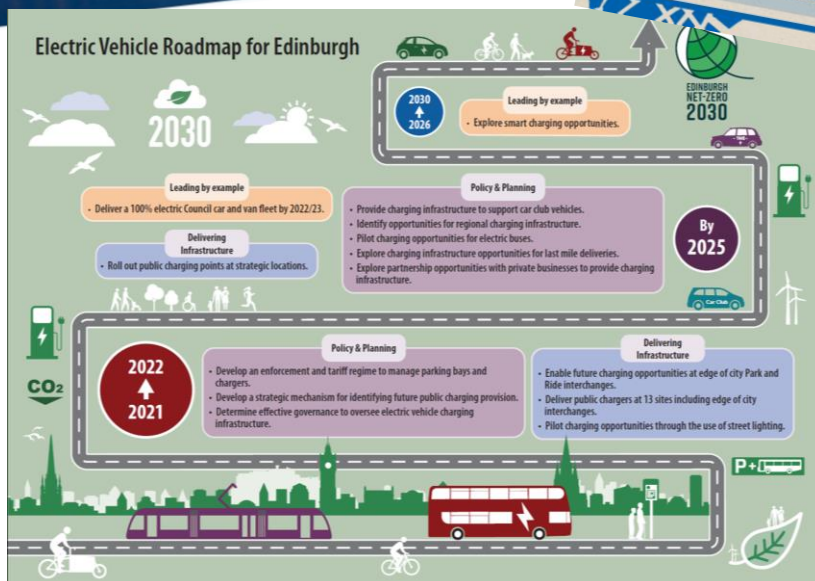 Electric Vehicle Roadmap for Edinburgh
2030
2030
2026
Leading by example
• Explore smart charging opportunities.
EDINBURGH
NET-ZERO
2030
Leading by example
• Deliver a 100% electric Council car and van fleet by 2022/23.
Delivering
Infrastructure
• Roll out public charging points at strategic locations.
Policy & Planning
• Provide charging infrastructure to support car club vehicles.
• Identify opportunities for regional charging infrastructure.
• Pilot charging opportunities for electric buses.
• Explore charging infrastructure opportunities for last mile deliveries.
• Explore partnership opportunities with private businesses to provide charging
infrastructure.
By
2025
Car Club
CO₂
2022
2021
Policy & Planning
• Develop an enforcement and tariff regime to manage parking bays and
chargers.
• Develop a strategic mechanism for identifying future public charging provision.
• Determine effective governance to oversee electric vehicle charging
infrastructure.
Delivering
Infrastructure
• Enable future charging opportunities at edge of city Park and
Ride interchanges.
• Deliver public chargers at 13 sites including edge of city
interchanges.
• Pilot charging opportunities through the use of street lighting.
P+